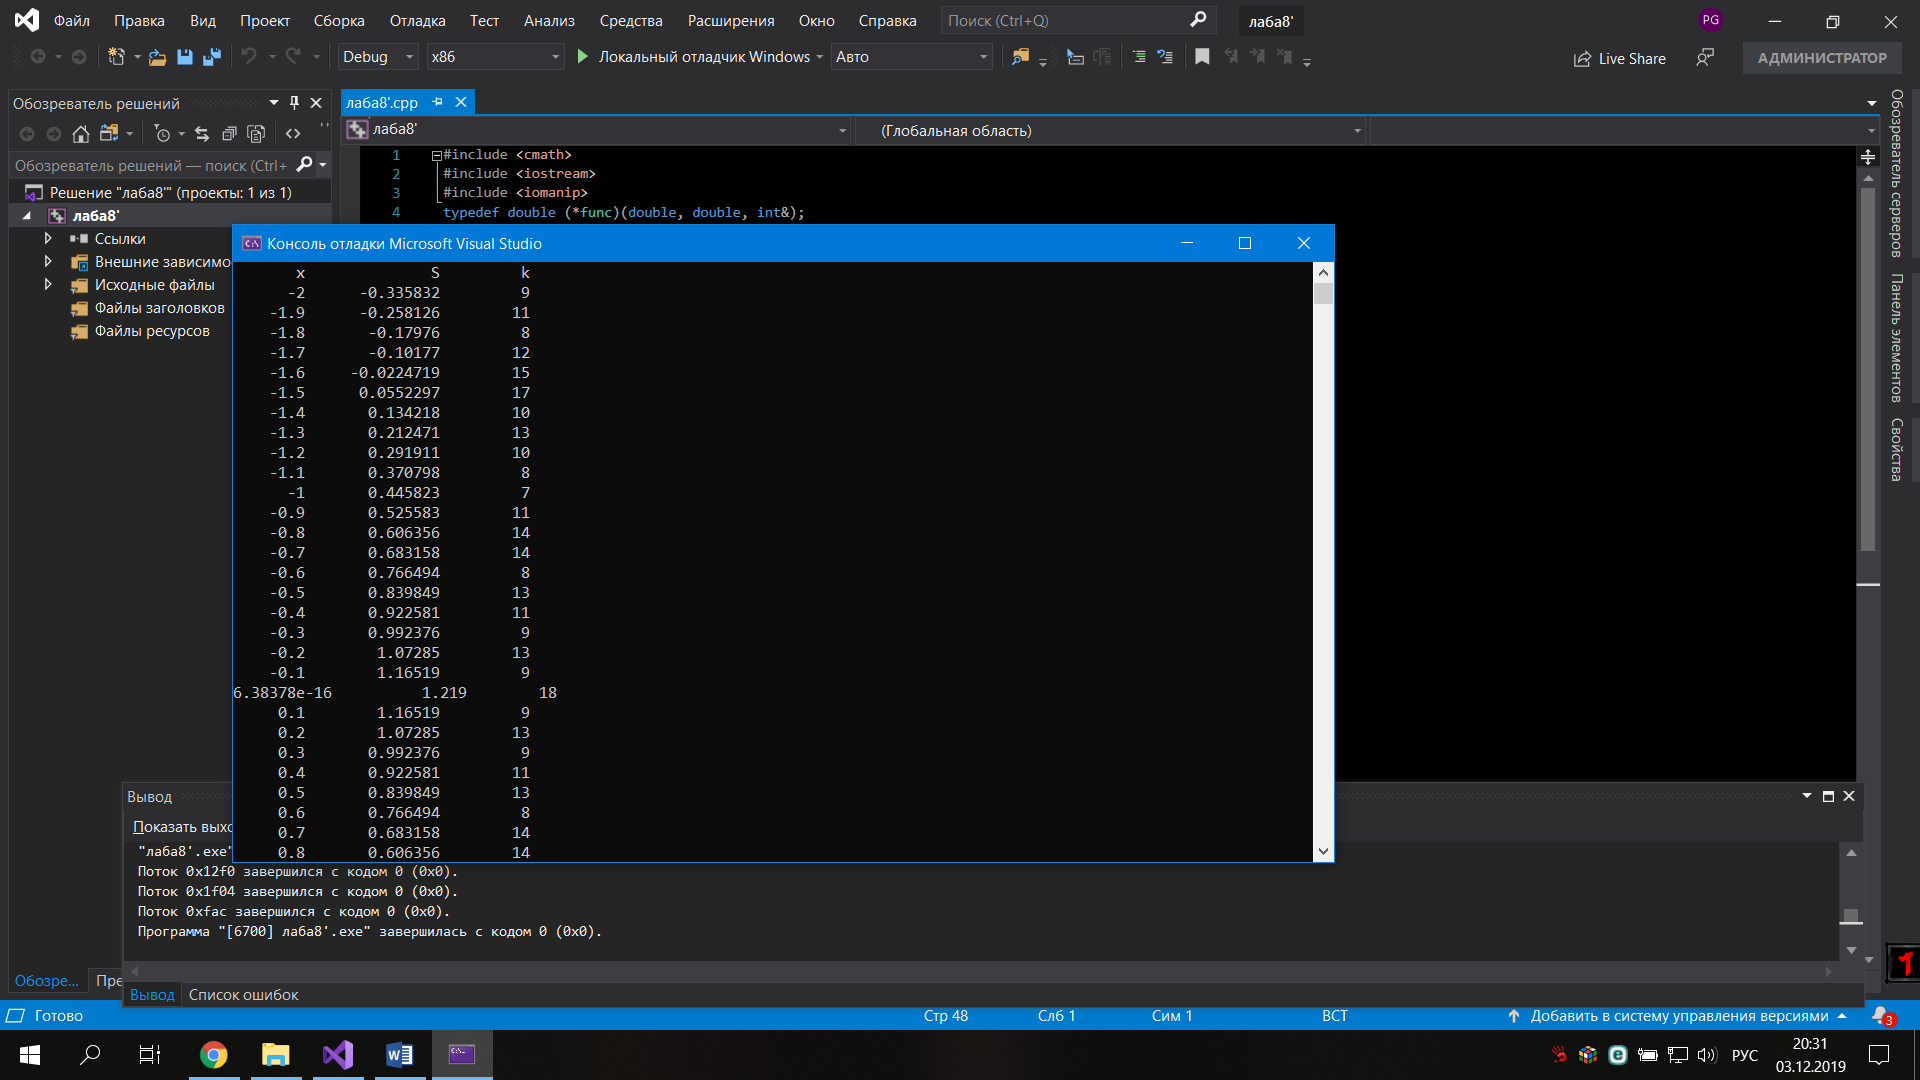 Файл Правка Вид Проект Сборка Отладка Тест Анализ Средства Расширения Окно Справка Поиск (Ctrl+Q) лаба8' PG
Debug x86 Локальный отладчик Windows Авто Live Share АДМИНИСТРАТОР
Обозреватель решений
Обозреватель решений — поиск (Ctrl+
Решение "лаба8'" (проекты: 1 из 1)
лаба8'
Ссылки
Внешние зависимо
Исходные файлы
Файлы заголовков
Файлы ресурсов
лаба8'.cpp
лаба8' (Глобальная область)
1 #include <cmath>
2 #include <iostream>
3 #include <iomanip>
4 typedef double (*func)(double, double, int&);
Консоль отладки Microsoft Visual Studio
x S k
-2 -0.335832 9
-1.9 -0.258126 11
-1.8 -0.17976 8
-1.7 -0.10177 12
-1.6 -0.0224719 15
-1.5 0.0552297 17
-1.4 0.134218 10
-1.3 0.212471 13
-1.2 0.291911 10
-1.1 0.370798 8
-1 0.445823 7
-0.9 0.525583 11
-0.8 0.606356 14
-0.7 0.683158 14
-0.6 0.766494 8
-0.5 0.839849 13
-0.4 0.922581 11
-0.3 0.992376 9
-0.2 1.07285 13
-0.1 1.16519 9
6.38378e-16 1.219 18
0.1 1.16519 9
0.2 1.07285 13
0.3 0.992376 9
0.4 0.922581 11
0.5 0.839849 13
0.6 0.766494 8
0.7 0.683158 14
0.8 0.606356 14
Обозреватель серверов
Панель элементов
Свойства
Вывод
Показать выхо
"лаба8'.exe"
Поток 0x12f0 завершился с кодом 0 (0x0).
Поток 0x1f04 завершился с кодом 0 (0x0).
Поток 0xfac завершился с кодом 0 (0x0).
Программа "[6700] лаба8'.exe" завершилась с кодом 0 (0x0).
Обозре... Пре
Вывод Список ошибок
Готово Стр 48 Слб 1 Сим 1 ВСТ Добавить в систему управления версиями 3
РУС 20:31
03.12.2019